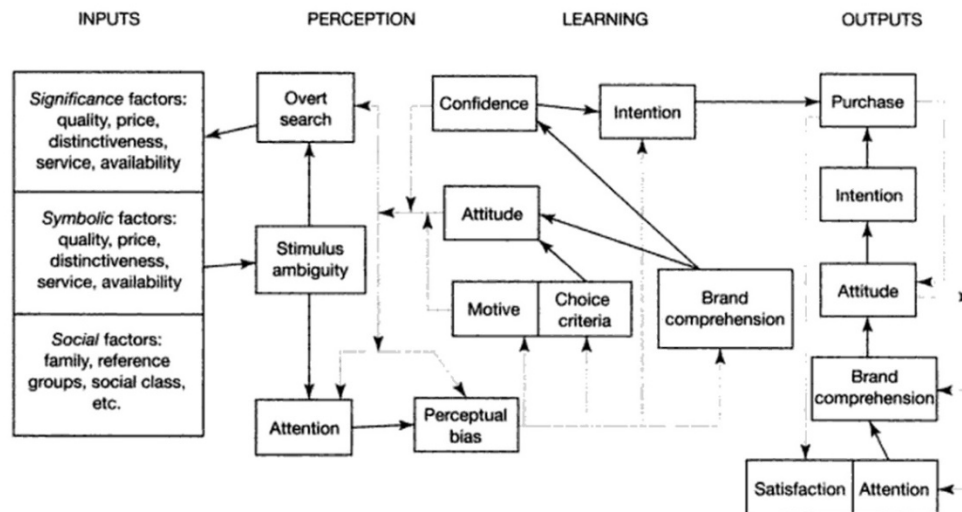 INPUTS
PERCEPTION
LEARNING
OUTPUTS
Significance factors:
quality, price,
distinctiveness,
service, availability
Symbolic factors:
quality, price,
distinctiveness,
service, availability
Social factors:
family, reference
groups, social class,
etc.
Overt
search
Stimulus
ambiguity
Attention
Perceptual
bias
Confidence
Attitude
Motive
Choice
criteria
Intention
Brand
comprehension
Purchase
Intention
Attitude
Brand
comprehension
Satisfaction
Attention